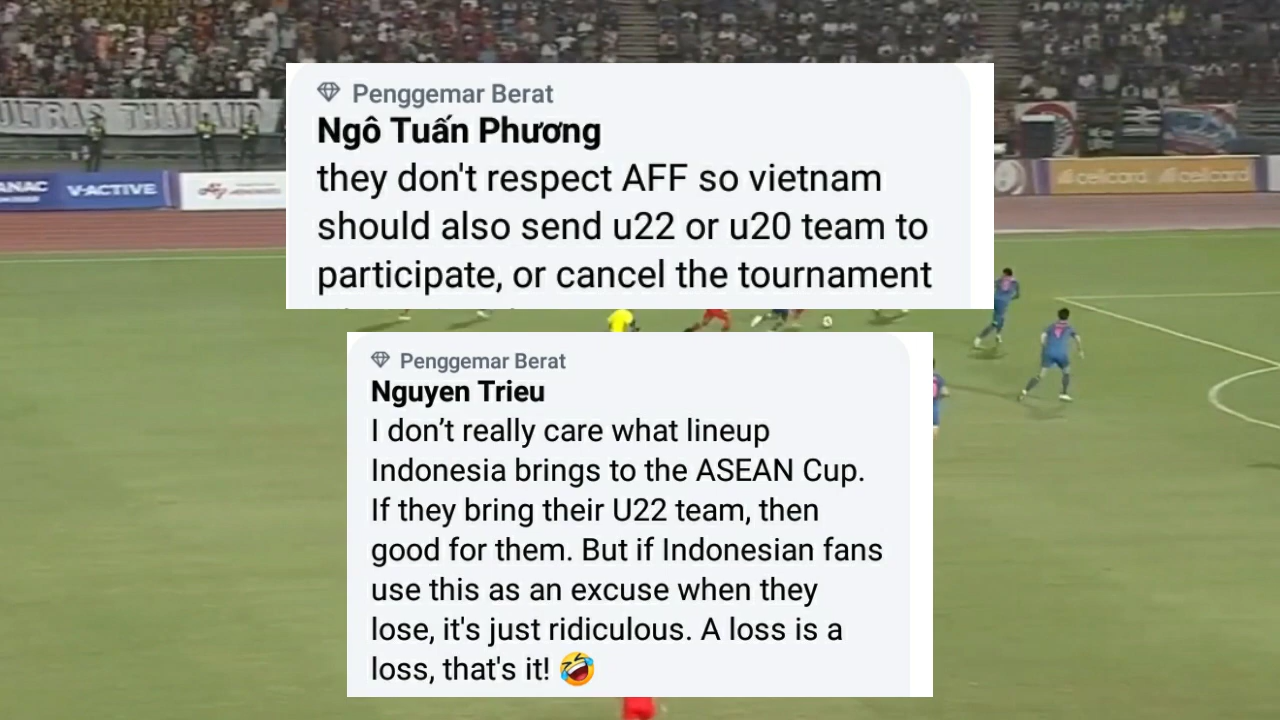 ULTRAS THAILAND
ANAC
V-ACTIVE
cellcard
cellcard
Penggemar Berat
Ngô Tuấn Phương
they don't respect AFF so vietnam
should also send u22 or u20 team to
participate, or cancel the tournament
Penggemar Berat
Nguyen Trieu
I don’t really care what lineup
Indonesia brings to the ASEAN Cup.
If they bring their U22 team, then
good for them. But if Indonesian fans
use this as an excuse when they
lose, it's just ridiculous. A loss is a
loss, that's it! 🤣